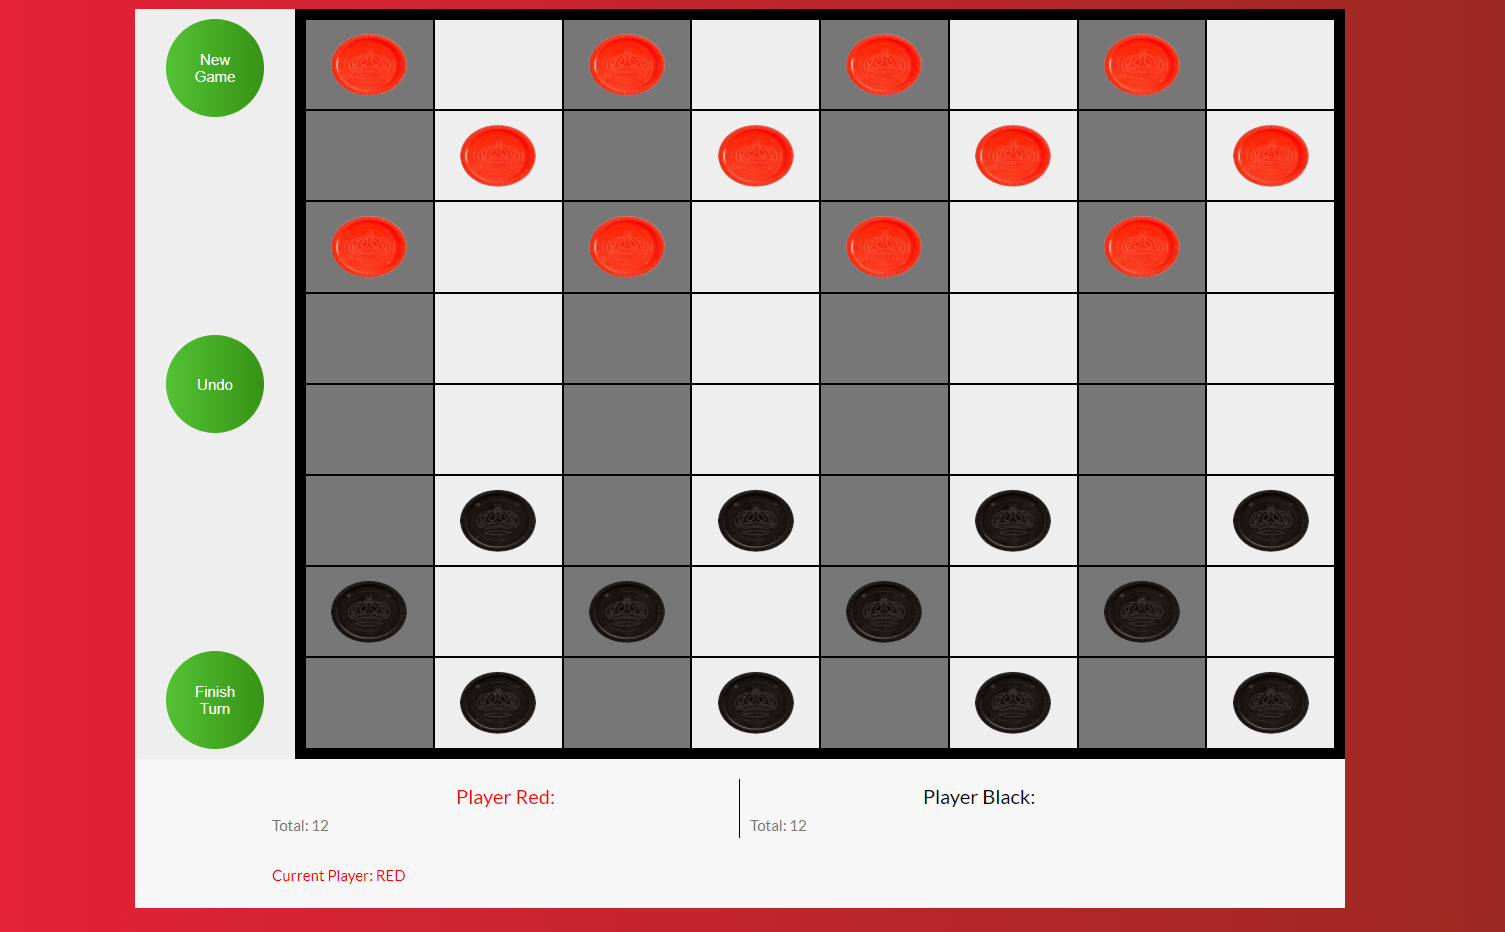 New
Game
Undo
Finish
Turn
Player Red:
Total: 12
Player Black:
Total: 12
Current Player: RED